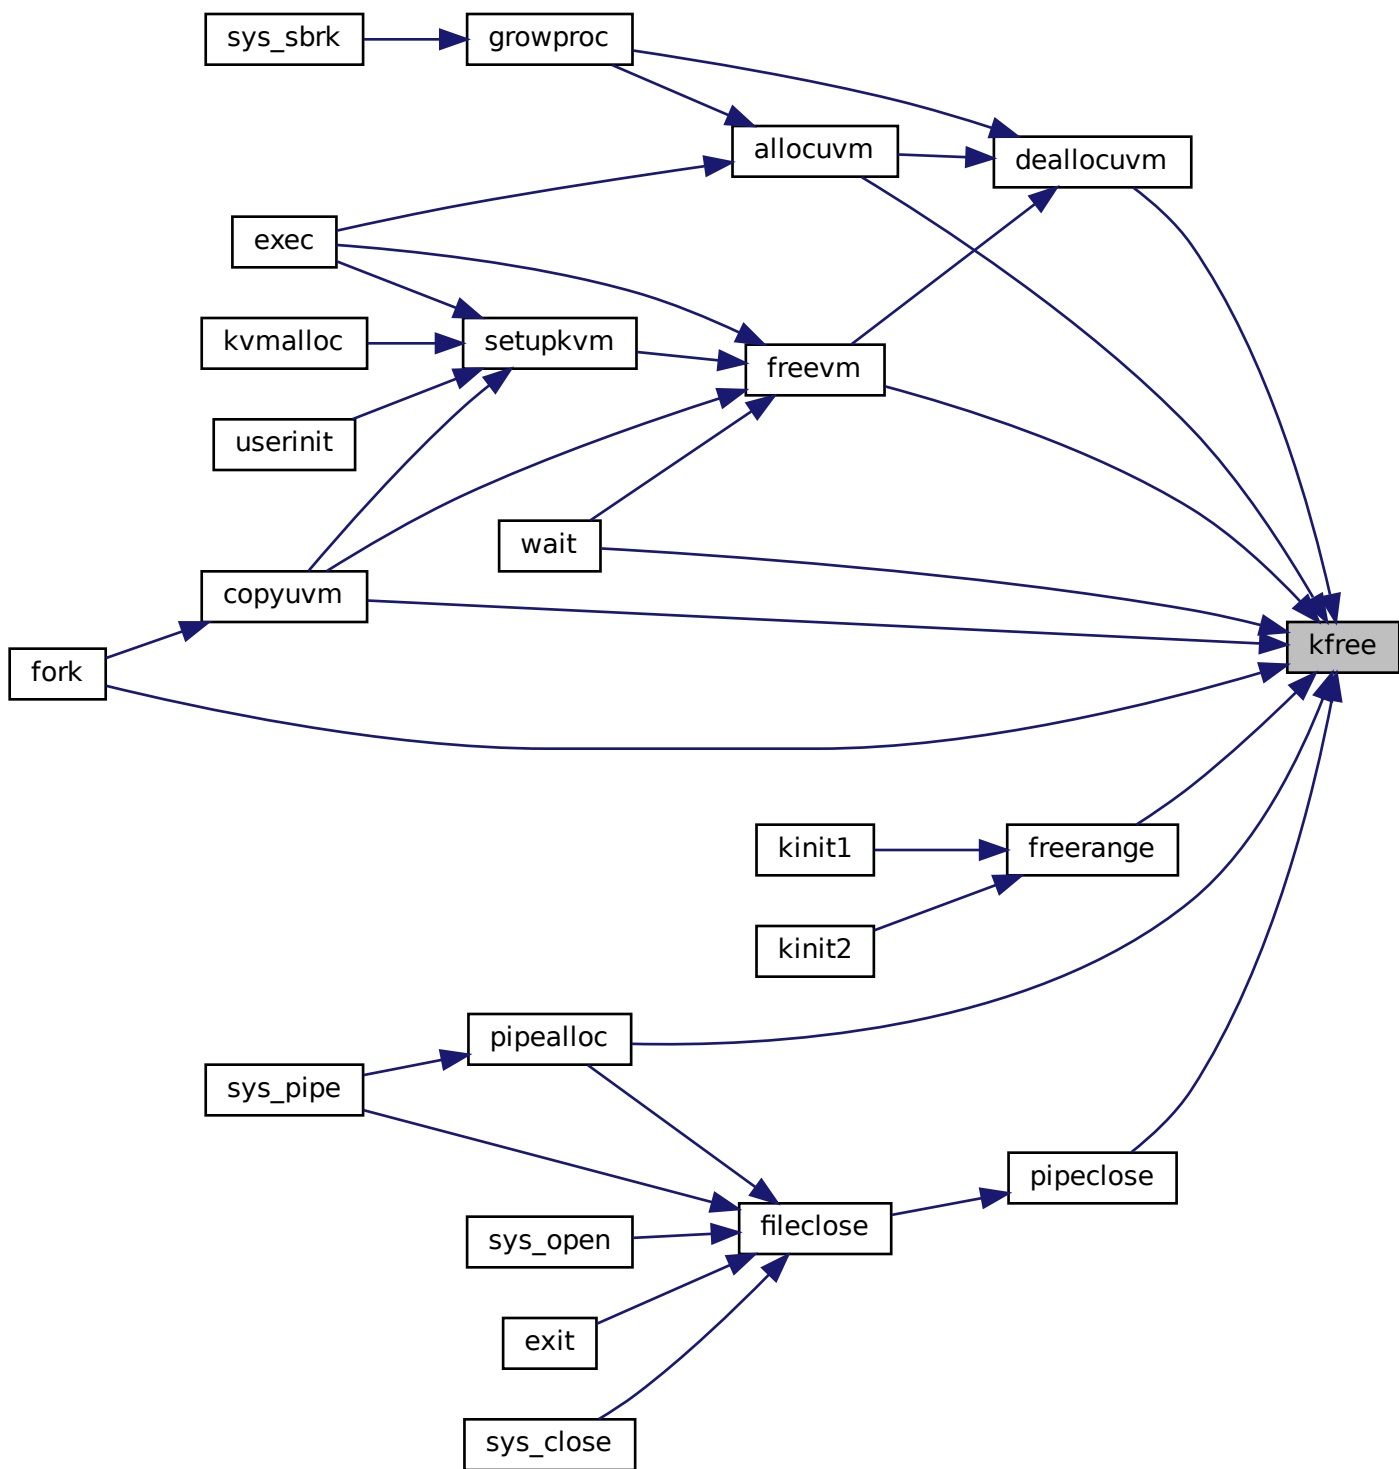 sys_sbrk
growproc
allocuvm
deallocuvm
exec
kvmalloc
setupkvm
freevm
userinit
wait
copyuvm
kfree
fork
kinit1
freerange
kinit2
pipealloc
sys_pipe
pipeclose
fileclose
sys_open
exit
sys_close